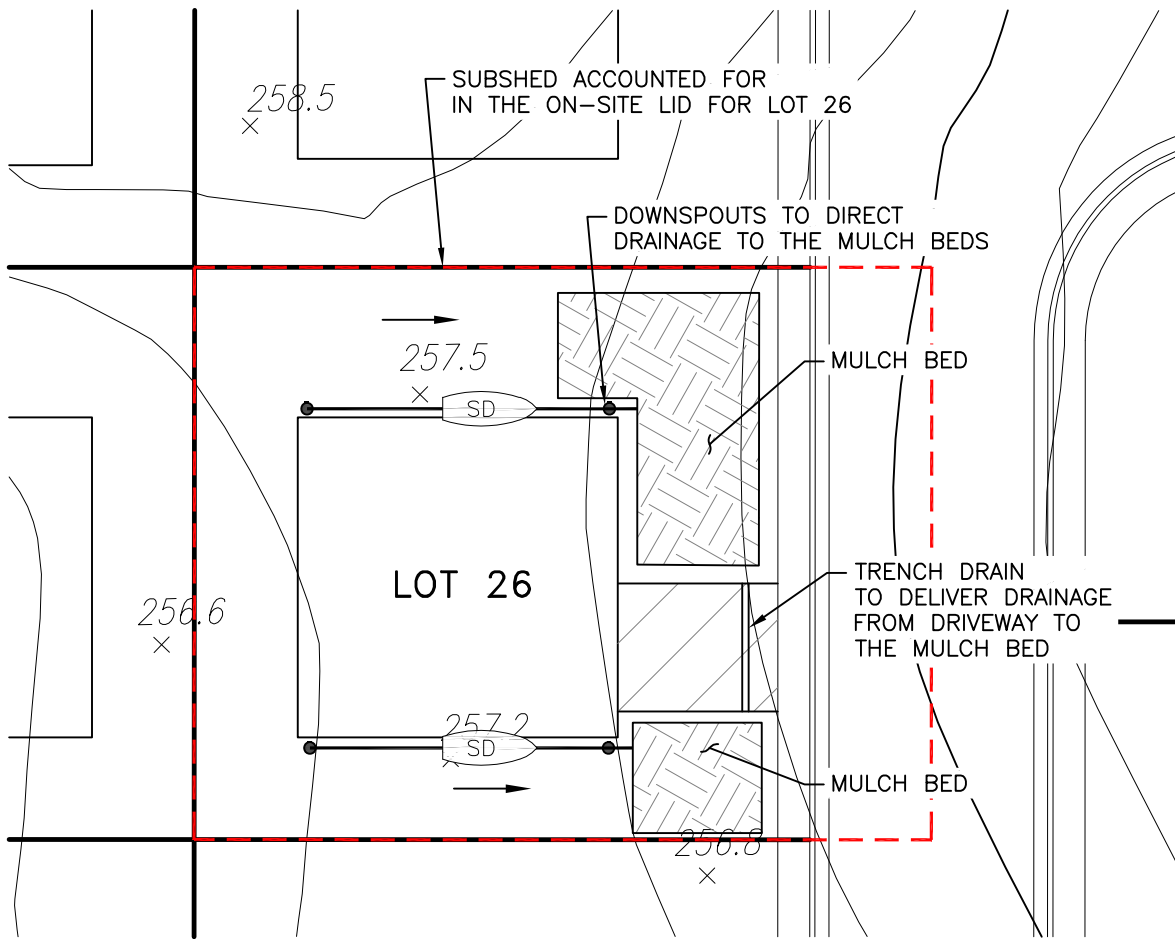 SUBSHED ACCOUNTED FOR
IN THE ON-SITE LID FOR LOT 26
258.5
DOWNSPOUTS TO DIRECT
DRAINAGE TO THE MULCH BEDS
257.5
MULCH BED
SD
LOT 26
TRENCH DRAIN
TO DELIVER DRAINAGE
FROM DRIVEWAY TO
THE MULCH BED
256.6
257.2
SD
MULCH BED
256.8